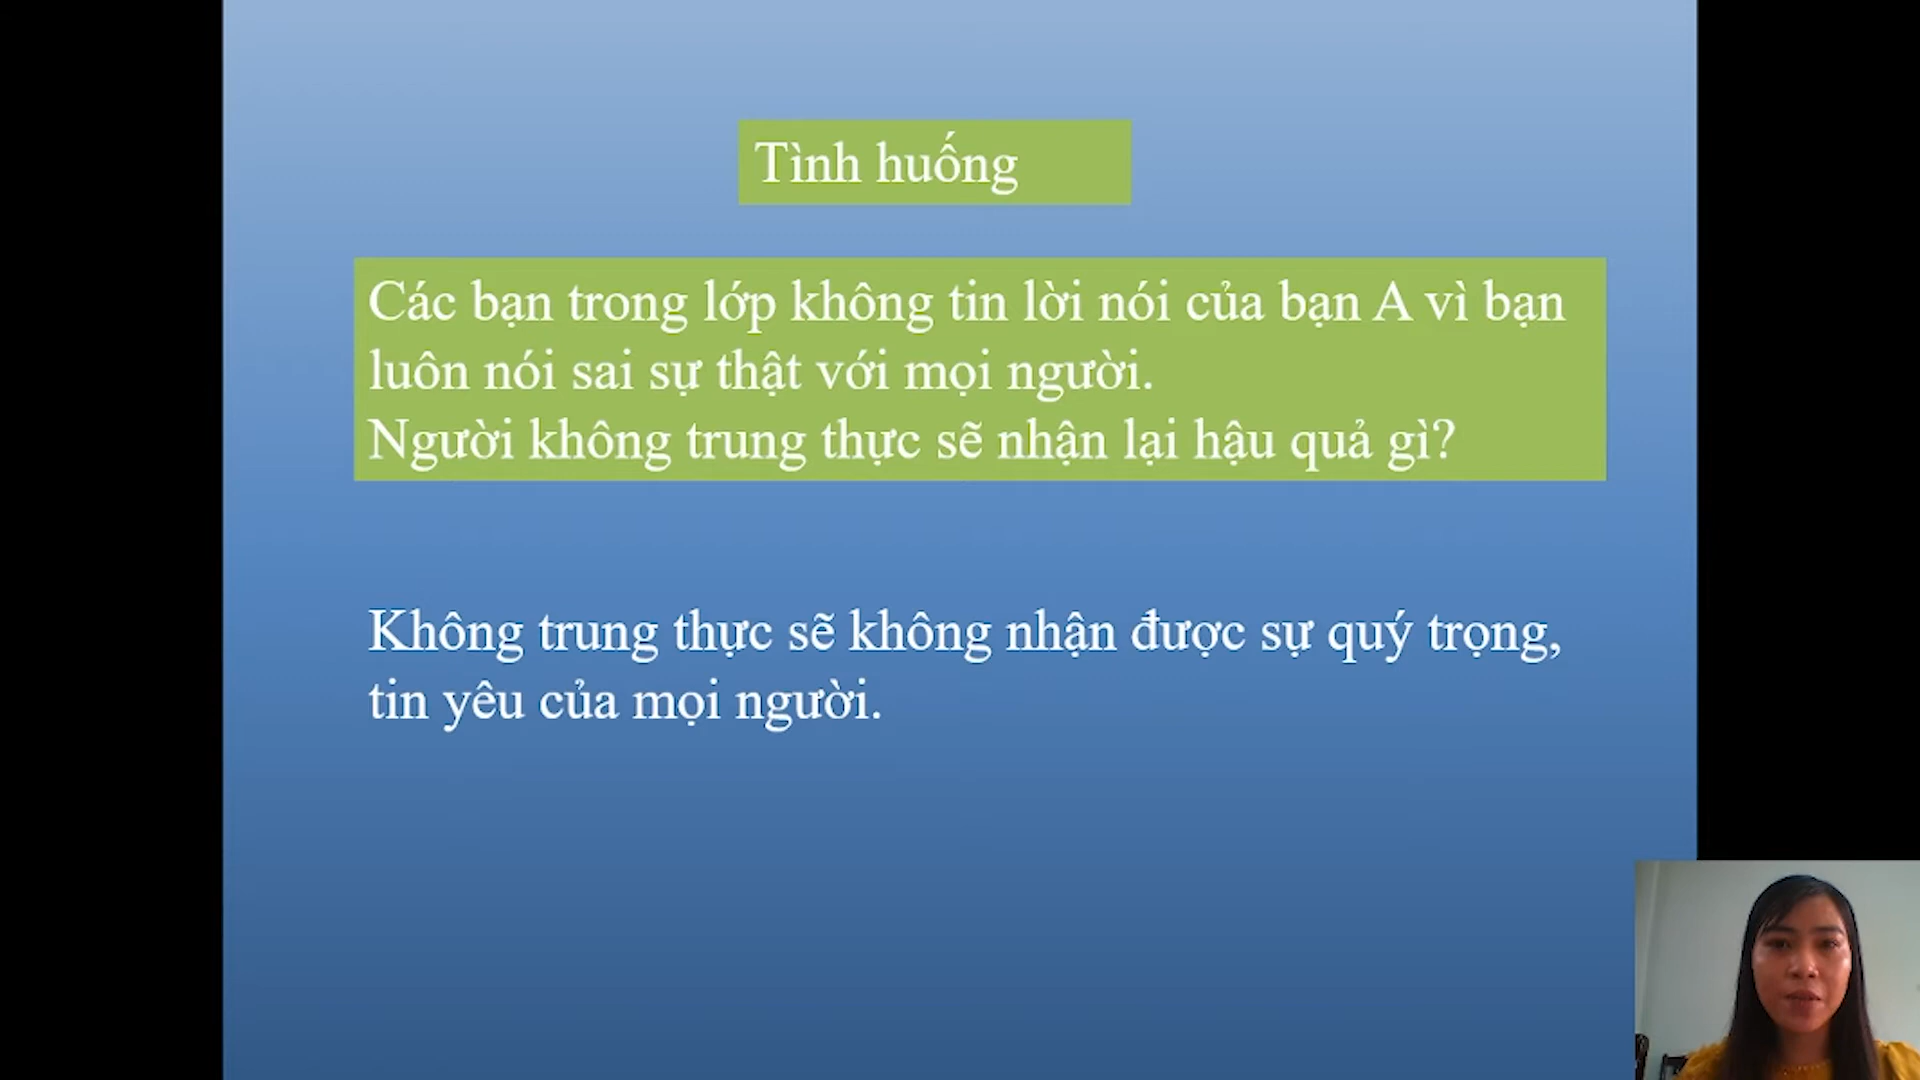 Tình huống
Các bạn trong lớp không tin lời nói của bạn A vì bạn
luôn nói sai sự thật với mọi người.
Người không trung thực sẽ nhận lại hậu quả gì?
Không trung thực sẽ không nhận được sự quý trọng,
tin yêu của mọi người.